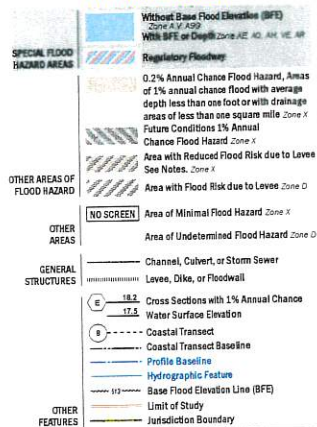 Without Base Flood Elevation (BFE)
Zone A, V, A99
With BFE or Depth Zone AE, AO, AH, VE, AR
SPECIAL FLOOD
HAZARD AREAS
Regulatory Floodway
0.2% Annual Chance Flood Hazard, Areas
of 1% annual chance flood with average
depth less than one foot or with drainage
areas of less than one square mile Zone X
Future Conditions 1% Annual
Chance Flood Hazard Zone X
Area with Reduced Flood Risk due to Levee
See Notes. Zone X
OTHER AREAS OF
FLOOD HAZARD
Area with Flood Risk due to Levee Zone D
NO SCREEN Area of Minimal Flood Hazard Zone X
OTHER
AREAS
Area of Undetermined Flood Hazard Zone D
GENERAL
STRUCTURES
Channel, Culvert, or Storm Sewer
Levee, Dike, or Floodwall
E 18.2 Cross Sections with 1% Annual Chance
17.5 Water Surface Elevation
8 Coastal Transect
Coastal Transect Baseline
Profile Baseline
Hydrographic Feature
513 Base Flood Elevation Line (BFE)
OTHER
FEATURES
Limit of Study
Jurisdiction Boundary